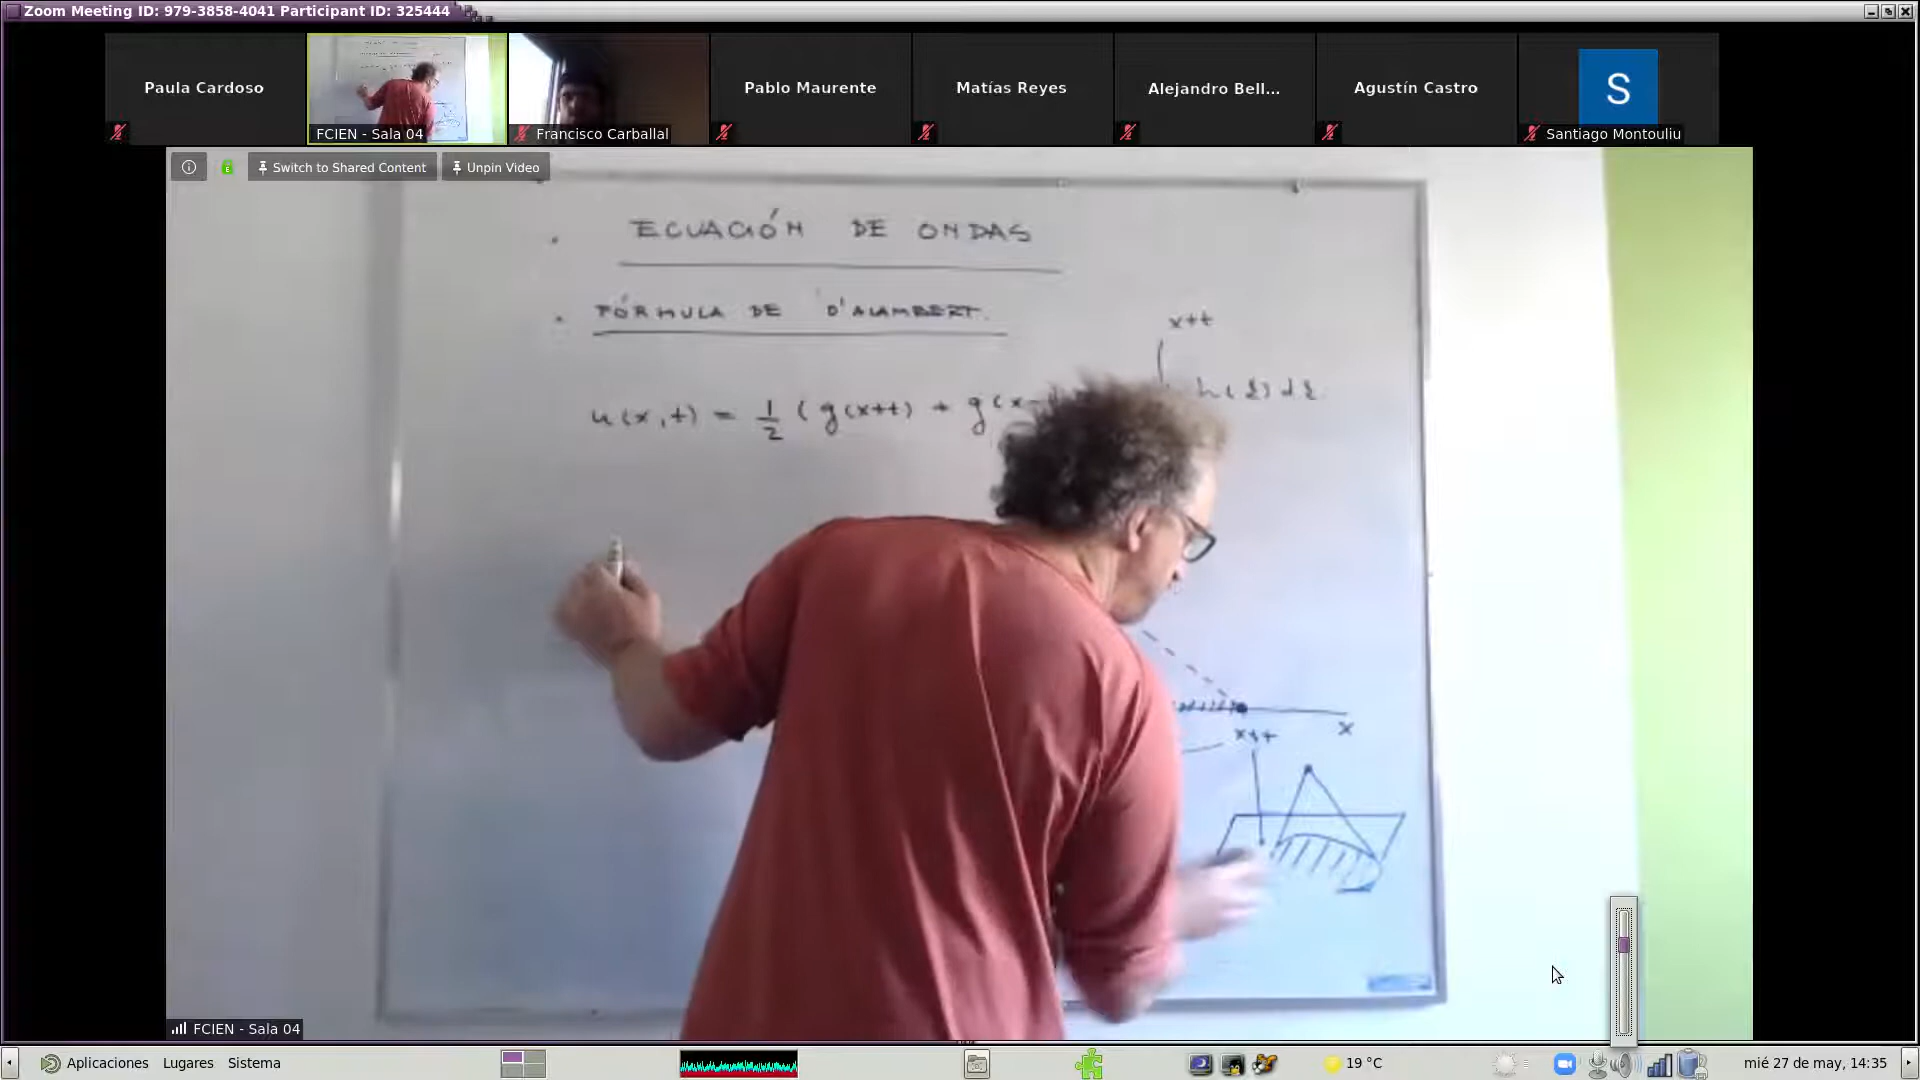 Zoom Meeting ID: 979-3858-4041 Participant ID: 325444
Paula Cardoso
FCIEN - Sala 04
Francisco Carballal
Pablo Maurente
Matías Reyes
Alejandro Bell...
Agustín Castro
S
Santiago Montouliu
Switch to Shared Content
Unpin Video
ECUACIÓN DE ONDAS
FÓRMULA DE D'ALAMBERT.
x+t
u(x,t) = 1/2 ( g(x+t) + g(x- h(ξ)dξ.
x
x+t
FCIEN - Sala 04
Aplicaciones Lugares Sistema
19 °C
mié 27 de may, 14:35